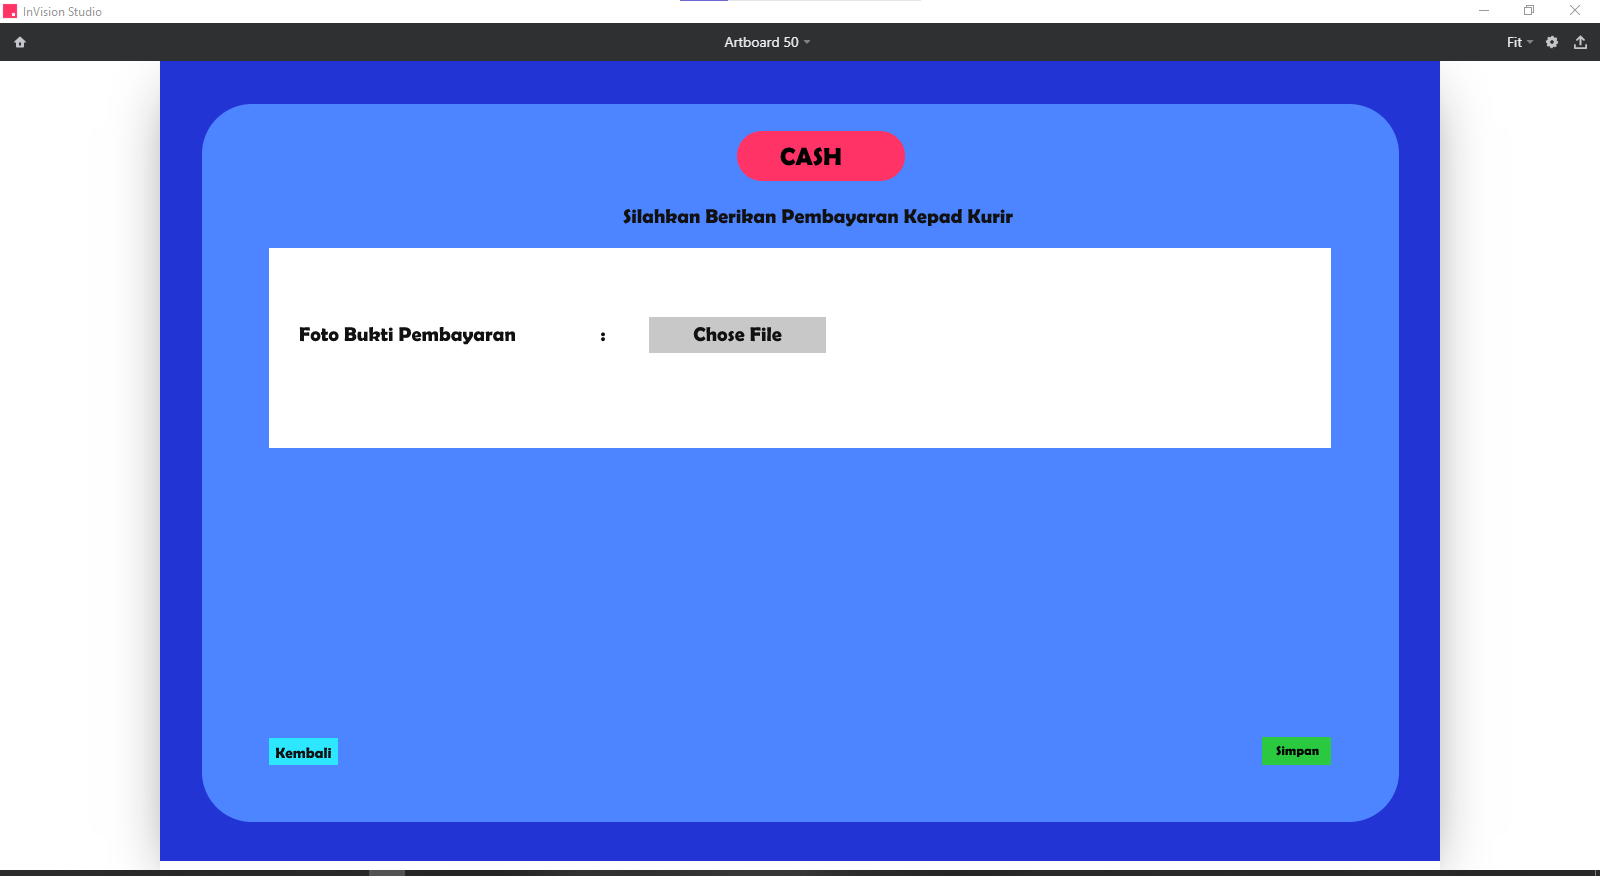 InVision Studio
Artboard 50
Fit
CASH
Silahkan Berikan Pembayaran Kepad Kurir
Foto Bukti Pembayaran : Chose File
Kembali
Simpan